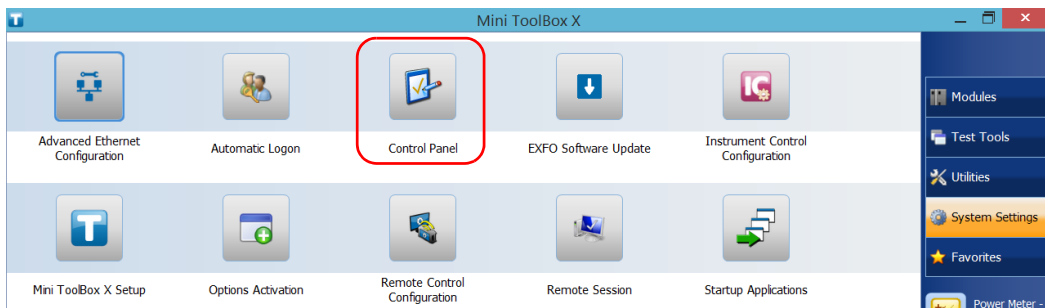 Mini ToolBox X
Advanced Ethernet
Configuration
Automatic Logon
Control Panel
EXFO Software Update
IC
Instrument Control
Configuration
T
Mini ToolBox X Setup
Options Activation
Remote Control
Configuration
Remote Session
Startup Applications
Modules
Test Tools
Utilities
System Settings
Favorites
Power Meter -